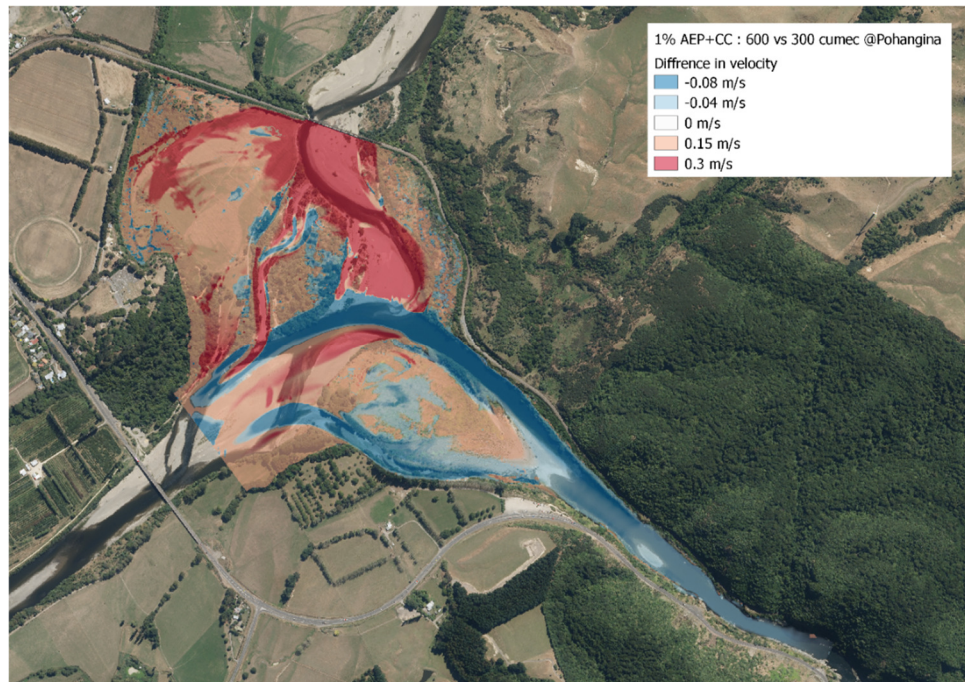 1% AEP+CC : 600 vs 300 cumec @Pohangina
Diffrence in velocity
-0.08 m/s
-0.04 m/s
0 m/s
0.15 m/s
0.3 m/s